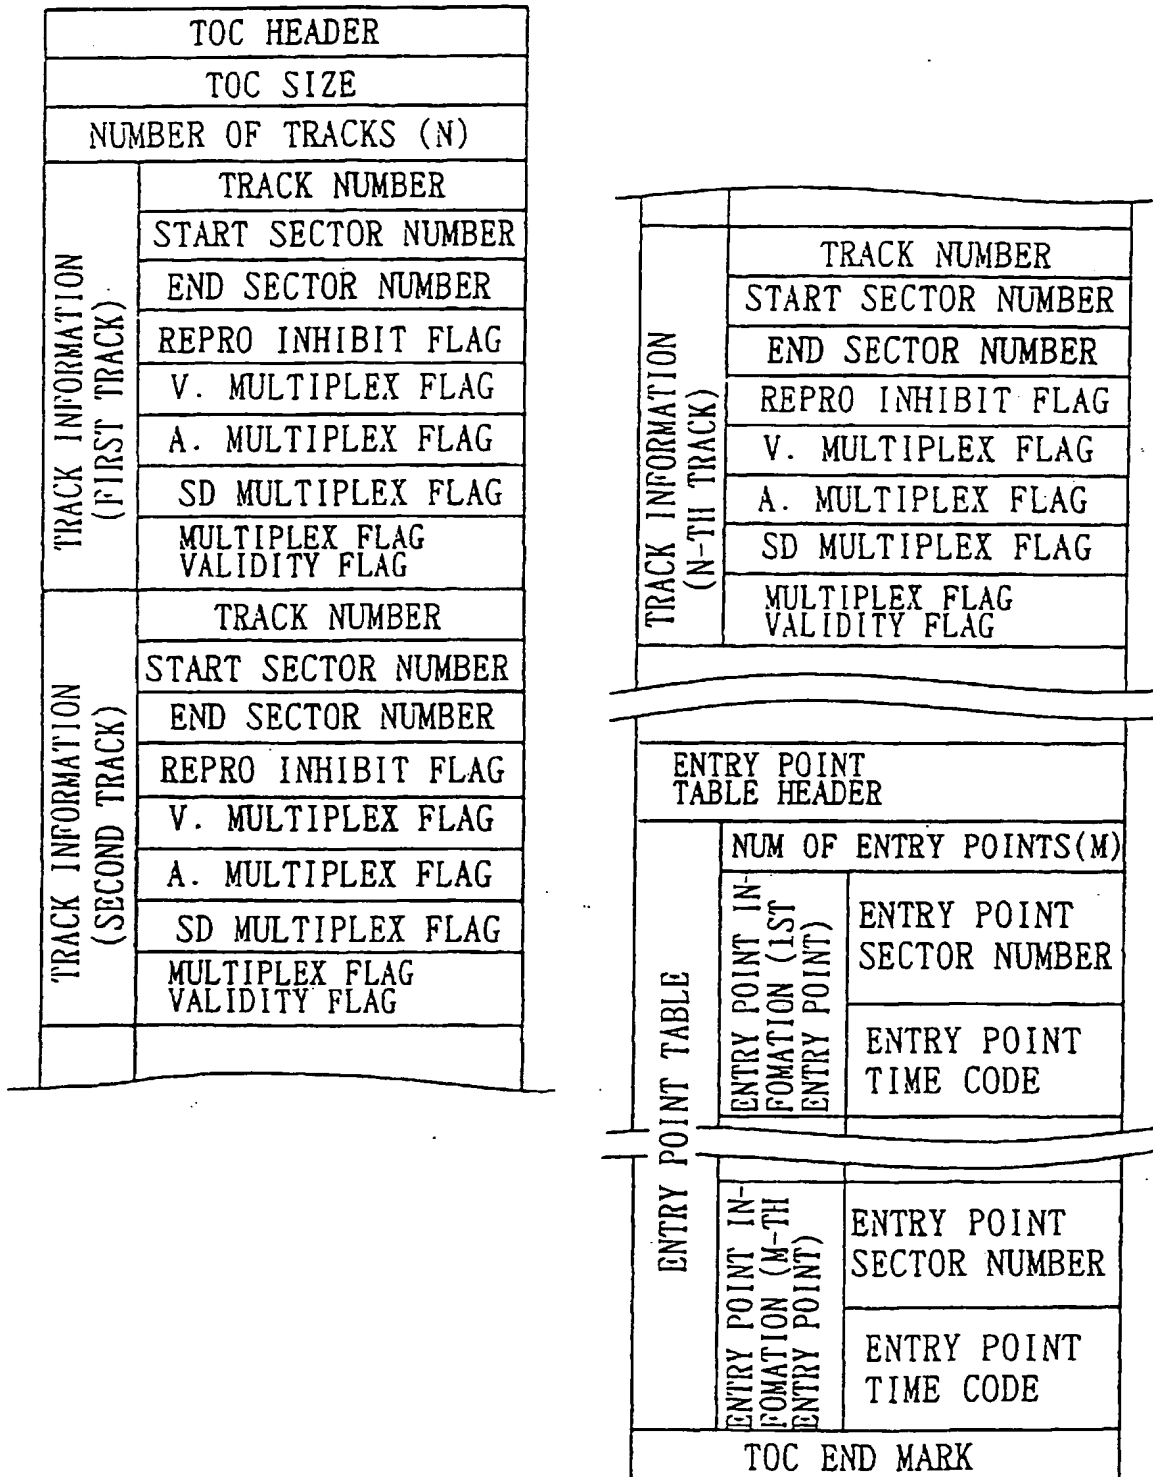 TOC HEADER
TOC SIZE
NUMBER OF TRACKS (N)
TRACK INFORMATION
(FIRST TRACK)
TRACK NUMBER
START SECTOR NUMBER
END SECTOR NUMBER
REPRO INHIBIT FLAG
V. MULTIPLEX FLAG
A. MULTIPLEX FLAG
SD MULTIPLEX FLAG
MULTIPLEX FLAG
VALIDITY FLAG
TRACK INFORMATION
(SECOND TRACK)
TRACK NUMBER
START SECTOR NUMBER
END SECTOR NUMBER
REPRO INHIBIT FLAG
V. MULTIPLEX FLAG
A. MULTIPLEX FLAG
SD MULTIPLEX FLAG
MULTIPLEX FLAG
VALIDITY FLAG
TRACK INFORMATION
(N-TH TRACK)
TRACK NUMBER
START SECTOR NUMBER
END SECTOR NUMBER
REPRO INHIBIT FLAG
V. MULTIPLEX FLAG
A. MULTIPLEX FLAG
SD MULTIPLEX FLAG
MULTIPLEX FLAG
VALIDITY FLAG
ENTRY POINT
TABLE HEADER
ENTRY POINT TABLE
NUM OF ENTRY POINTS(M)
ENTRY POINT IN-
FOMATION (1ST
ENTRY POINT)
ENTRY POINT
SECTOR NUMBER
ENTRY POINT
TIME CODE
ENTRY POINT IN-
FOMATION (M-TH
ENTRY POINT)
ENTRY POINT
SECTOR NUMBER
ENTRY POINT
TIME CODE
TOC END MARK